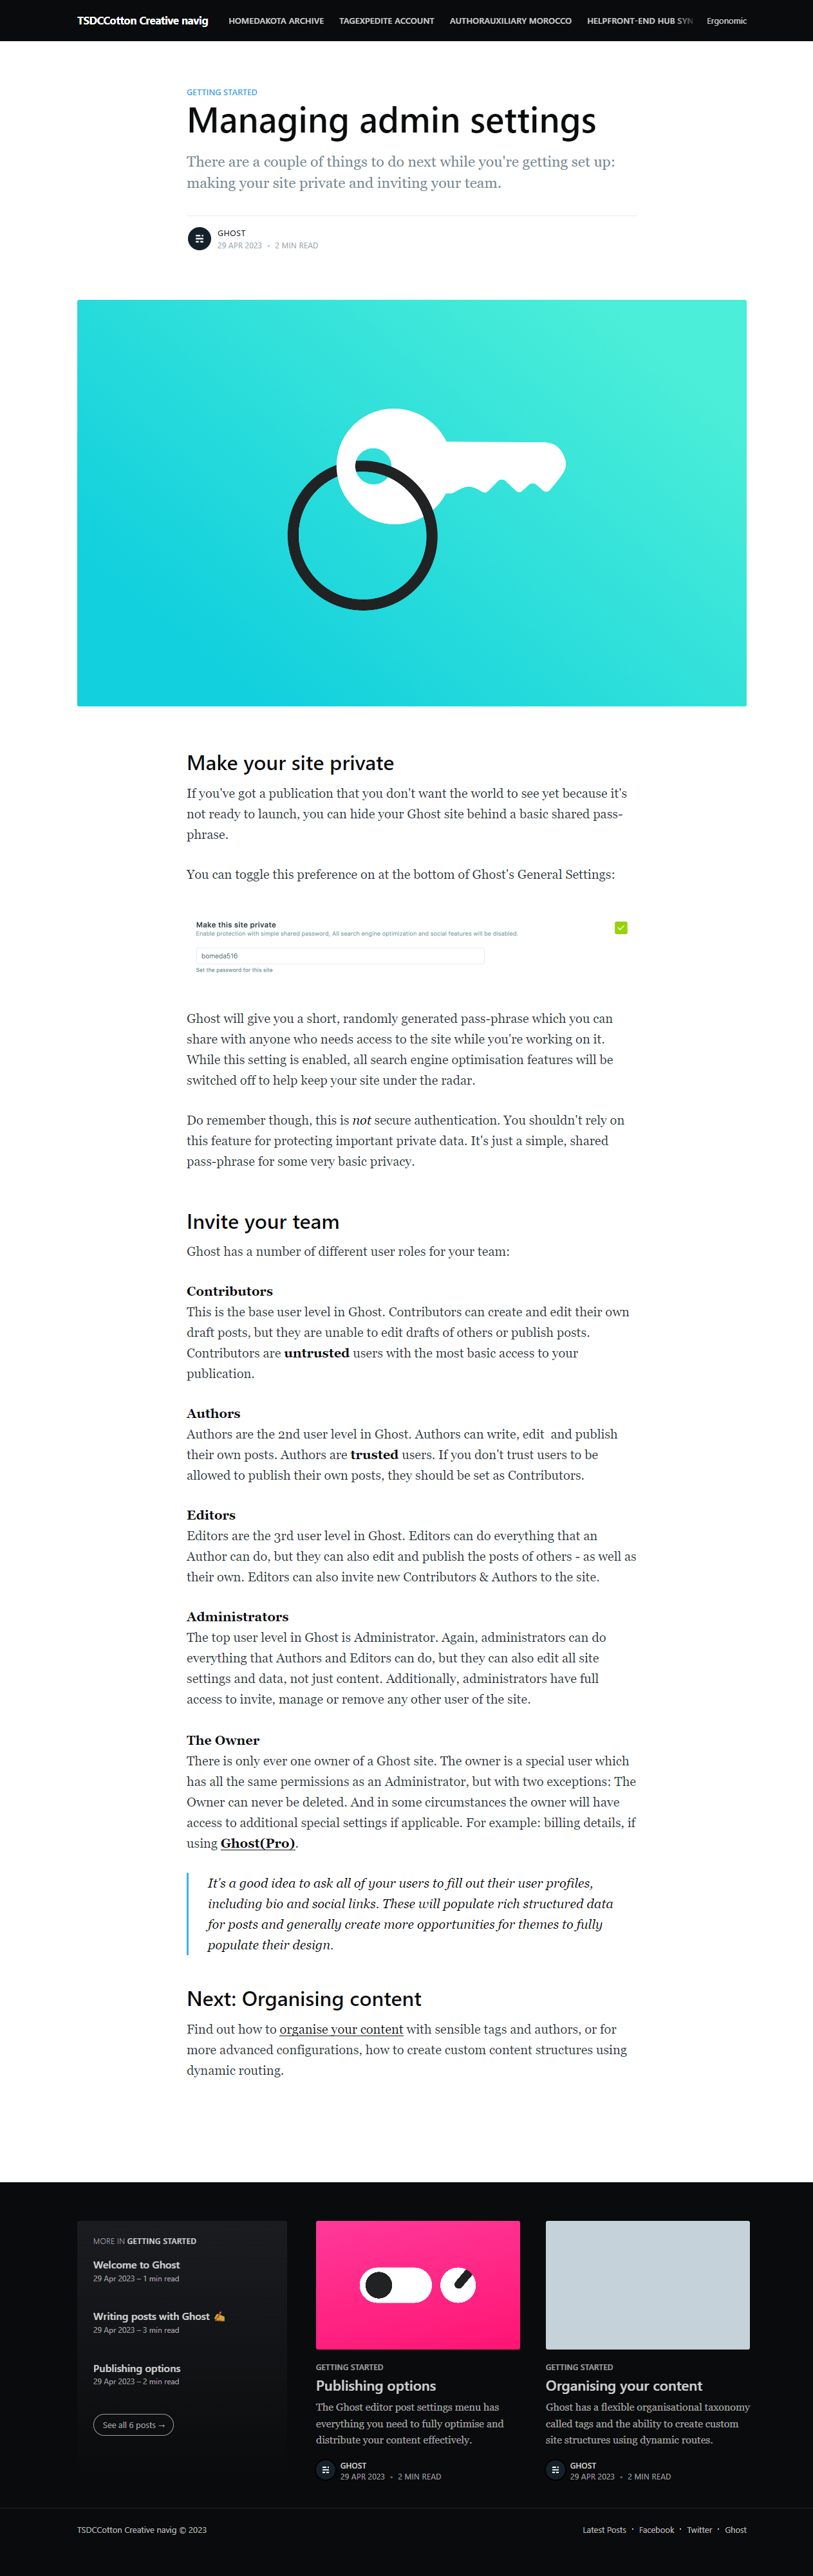 TSDCCotton Creative navig
HOMEDAKOTA ARCHIVE
TAGEXPEDITE ACCOUNT
AUTHORAUXILIARY MOROCCO
HELPFRONT-END HUB SYN
Ergonomic
GETTING STARTED
Managing admin settings
There are a couple of things to do next while you're getting set up:
making your site private and inviting your team.
GHOST
29 APR 2023 • 2 MIN READ
Make your site private
If you've got a publication that you don't want the world to see yet because it's
not ready to launch, you can hide your Ghost site behind a basic shared pass-
phrase.
You can toggle this preference on at the bottom of Ghost's General Settings:
Make this site private
Enable protection with simple shared password, All search engine optimization and social features will be disabled.
bomeda516
Set the password for this site
Ghost will give you a short, randomly generated pass-phrase which you can
share with anyone who needs access to the site while you're working on it.
While this setting is enabled, all search engine optimisation features will be
switched off to help keep your site under the radar.
Do remember though, this is not secure authentication. You shouldn't rely on
this feature for protecting important private data. It's just a simple, shared
pass-phrase for some very basic privacy.
Invite your team
Ghost has a number of different user roles for your team:
Contributors
This is the base user level in Ghost. Contributors can create and edit their own
draft posts, but they are unable to edit drafts of others or publish posts.
Contributors are untrusted users with the most basic access to your
publication.
Authors
Authors are the 2nd user level in Ghost. Authors can write, edit  and publish
their own posts. Authors are trusted users. If you don't trust users to be
allowed to publish their own posts, they should be set as Contributors.
Editors
Editors are the 3rd user level in Ghost. Editors can do everything that an
Author can do, but they can also edit and publish the posts of others - as well as
their own. Editors can also invite new Contributors & Authors to the site.
Administrators
The top user level in Ghost is Administrator. Again, administrators can do
everything that Authors and Editors can do, but they can also edit all site
settings and data, not just content. Additionally, administrators have full
access to invite, manage or remove any other user of the site.
The Owner
There is only ever one owner of a Ghost site. The owner is a special user which
has all the same permissions as an Administrator, but with two exceptions: The
Owner can never be deleted. And in some circumstances the owner will have
access to additional special settings if applicable. For example: billing details, if
using Ghost(Pro).
It's a good idea to ask all of your users to fill out their user profiles,
including bio and social links. These will populate rich structured data
for posts and generally create more opportunities for themes to fully
populate their design.
Next: Organising content
Find out how to organise your content with sensible tags and authors, or for
more advanced configurations, how to create custom content structures using
dynamic routing.
MORE IN GETTING STARTED
Welcome to Ghost
29 Apr 2023 – 1 min read
Writing posts with Ghost ✍️
29 Apr 2023 – 3 min read
Publishing options
29 Apr 2023 – 2 min read
See all 6 posts →
GETTING STARTED
Publishing options
The Ghost editor post settings menu has
everything you need to fully optimise and
distribute your content effectively.
GHOST
29 APR 2023 • 2 MIN READ
GETTING STARTED
Organising your content
Ghost has a flexible organisational taxonomy
called tags and the ability to create custom
site structures using dynamic routes.
GHOST
29 APR 2023 • 2 MIN READ
TSDCCotton Creative navig © 2023
Latest Posts • Facebook • Twitter • Ghost